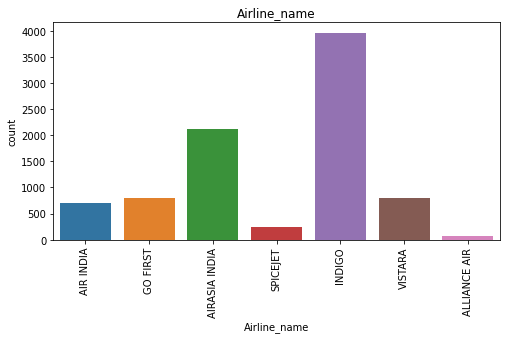 Airline_name
count
4000
3500
3000
2500
2000
1500
1000
500
0
AIR INDIA
GO FIRST
AIRASIA INDIA
SPICEJET
INDIGO
VISTARA
ALLIANCE AIR
Airline_name